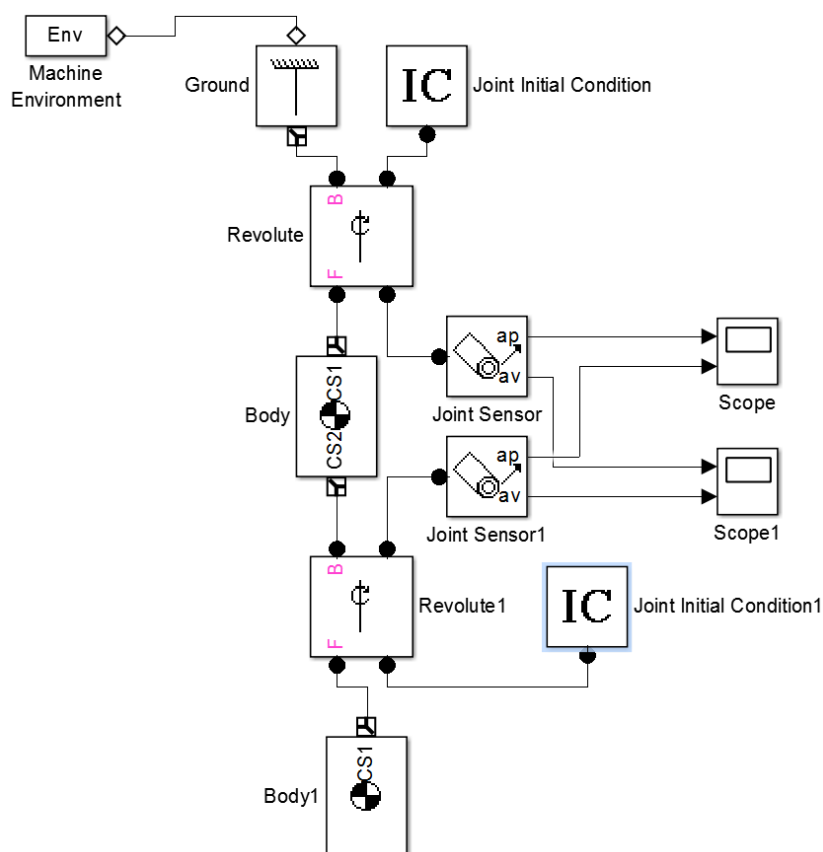 Env
Machine
Environment
Ground
IC
Joint Initial Condition
B
Revolute
F
ap
av
Joint Sensor
Scope
CS1
Body
CS2
ap
av
Joint Sensor1
Scope1
B
Revolute1
F
IC
Joint Initial Condition1
CS1
Body1